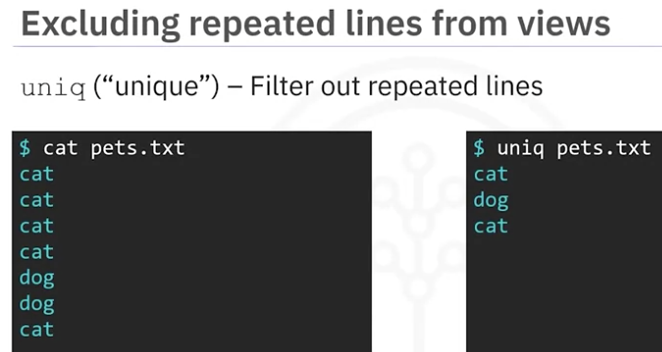 Excluding repeated lines from views
uniq (“unique”) – Filter out repeated lines
$ cat pets.txt
cat
cat
cat
cat
dog
dog
cat
$ uniq pets.txt
cat
dog
cat